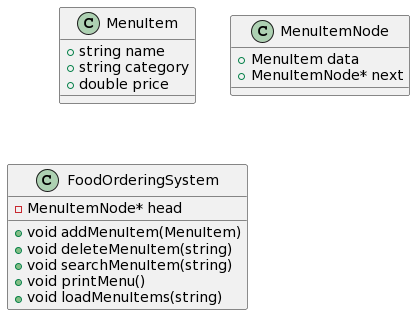 C MenuItem
string name
string category
double price
C MenuItemNode
MenuItem data
MenuItemNode* next
C FoodOrderingSystem
MenuItemNode* head
void addMenuItem(MenuItem)
void deleteMenuItem(string)
void searchMenuItem(string)
void printMenu()
void loadMenuItems(string)